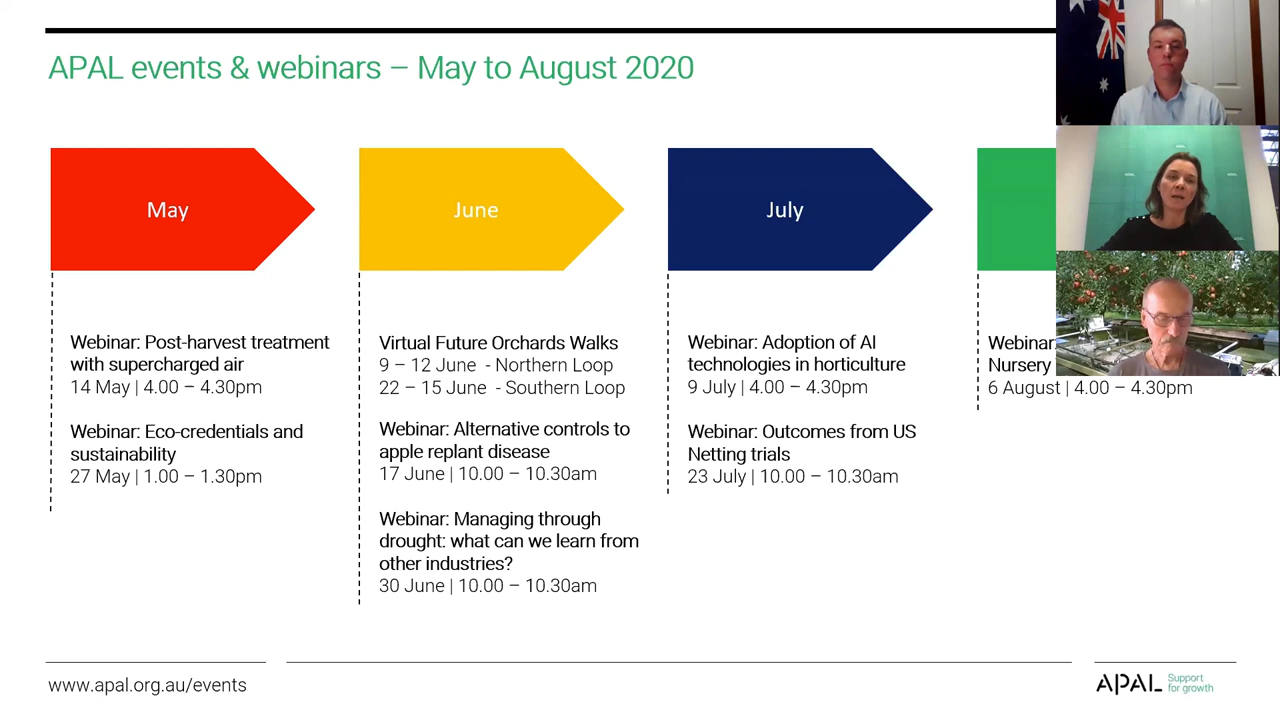 APAL events & webinars – May to August 2020
May
June
July
Webinar: Post-harvest treatment
with supercharged air
14 May | 4.00 – 4.30pm
Webinar: Eco-credentials and
sustainability
27 May | 1.00 – 1.30pm
Virtual Future Orchards Walks
9 – 12 June - Northern Loop
22 – 15 June - Southern Loop
Webinar: Alternative controls to
apple replant disease
17 June | 10.00 – 10.30am
Webinar: Managing through
drought: what can we learn from
other industries?
30 June | 10.00 – 10.30am
Webinar: Adoption of AI
technologies in horticulture
9 July | 4.00 – 4.30pm
Webinar: Outcomes from US
Netting trials
23 July | 10.00 – 10.30am
Webinar
Nursery
6 August | 4.00 – 4.30pm
www.apal.org.au/events
APAL Support
for growth